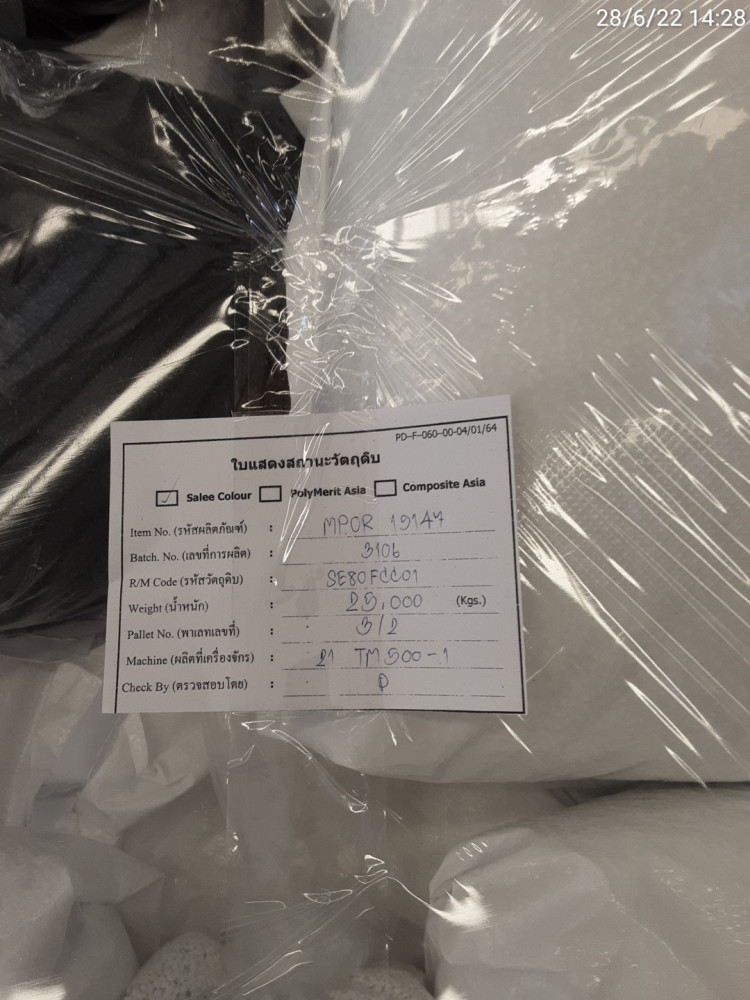 28/6/22 14:28
PD-F-060-00-04/01/64
ใบแสดงสถานะวัตถุดิบ
Salee Colour PolyMerit Asia Composite Asia
Item No. (รหัสผลิตภัณฑ์) : MPOR 19147
Batch. No. (เลขที่การผลิต) : 3106
R/M Code (รหัสวัตถุดิบ) : SE80FCC01
Weight (น้ำหนัก) : 25,000 (Kgs.)
Pallet No. (พาเลทเลขที่) : 3/2
Machine (ผลิตที่เครื่องจักร) : 21 TM500-1
Check By (ตรวจสอบโดย) :